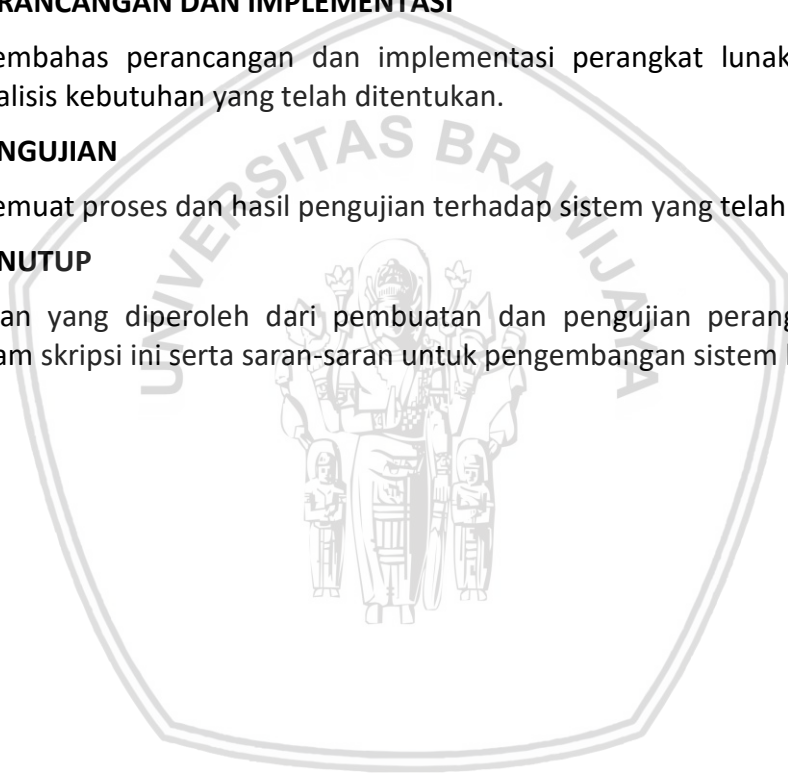 RANCANGAN DAN IMPLEMENTASI
embahas perancangan dan implementasi perangkat lunak
alisis kebutuhan yang telah ditentukan.
NGUJIAN
emuat proses dan hasil pengujian terhadap sistem yang telah
NUTUP
an yang diperoleh dari pembuatan dan pengujian perang
am skripsi ini serta saran-saran untuk pengembangan sistem
UNIVERSITAS BRAWIJAYA